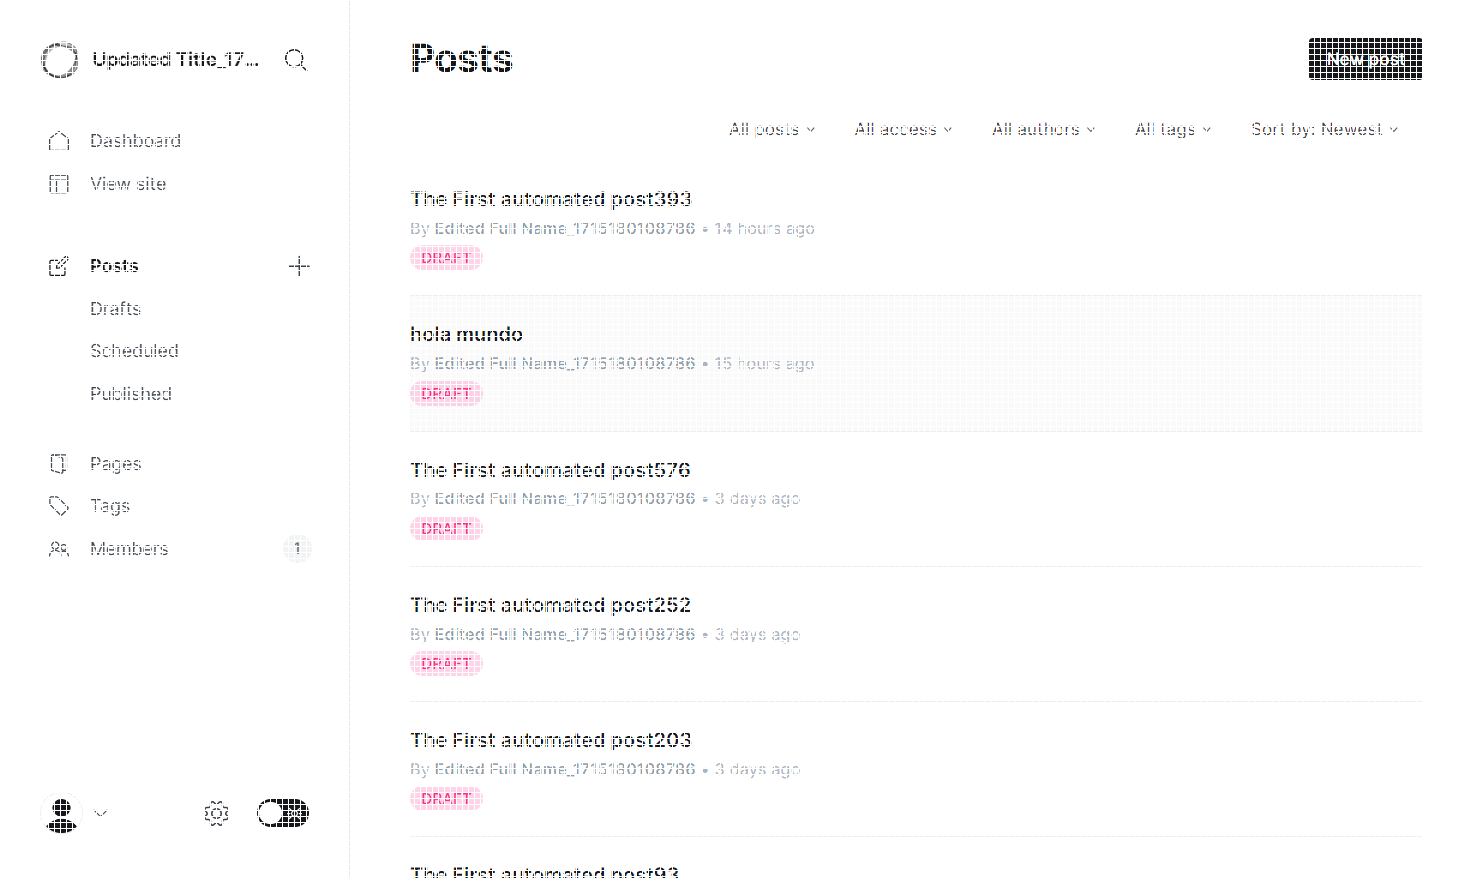 Updated Title_17...
Dashboard
View site
Posts
Drafts
Scheduled
Published
Pages
Tags
Members 1
Posts
New post
All posts
All access
All authors
All tags
Sort by: Newest
The First automated post393
By Edited Full Name_1715180108786 • 14 hours ago
DRAFT
hola mundo
By Edited Full Name_1715180108786 • 15 hours ago
DRAFT
The First automated post576
By Edited Full Name_1715180108786 • 3 days ago
DRAFT
The First automated post252
By Edited Full Name_1715180108786 • 3 days ago
DRAFT
The First automated post203
By Edited Full Name_1715180108786 • 3 days ago
DRAFT
The First automated post93